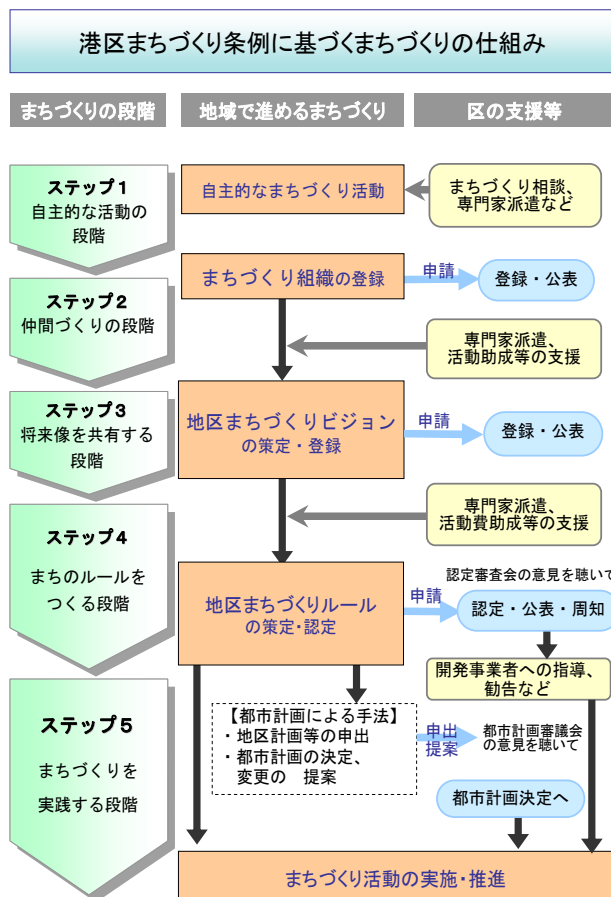 港区まちづくり条例に基づくまちづくりの仕組み
まちづくりの段階
地域で進めるまちづくり
区の支援等
ステップ1
自主的な活動の
段階
自主的なまちづくり活動
まちづくり相談、
専門家派遣など
ステップ2
仲間づくりの段階
まちづくり組織の登録
申請
登録・公表
専門家派遣、
活動助成等の支援
ステップ3
将来像を共有する
段階
地区まちづくりビジョン
の策定・登録
申請
登録・公表
専門家派遣、
活動費助成等の支援
ステップ4
まちのルールを
つくる段階
地区まちづくりルール
の策定・認定
申請
認定審査会の意見を聴いて
認定・公表・周知
開発事業者への指導、
勧告など
ステップ5
まちづくりを
実践する段階
【都市計画による手法】
・地区計画等の申出
・都市計画の決定、
変更の 提案
申出
提案
都市計画審議会
の意見を聴いて
都市計画決定へ
まちづくり活動の実施・推進